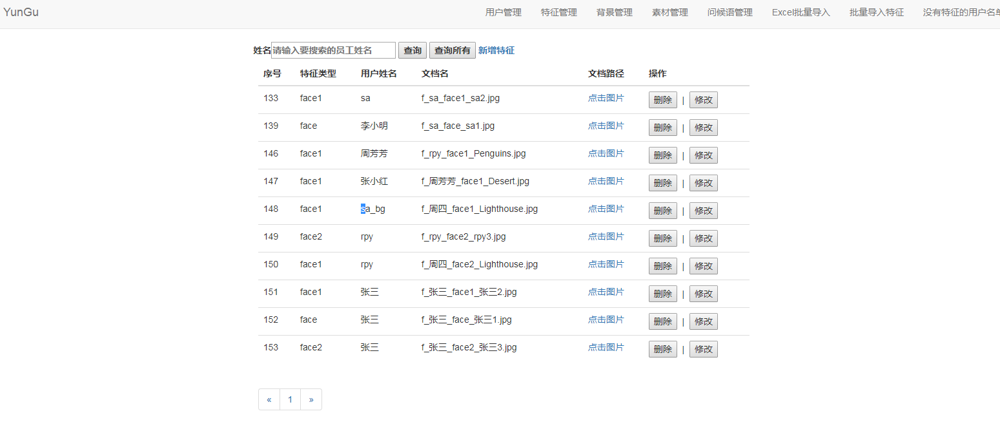 YunGu 用户管理 特征管理 背景管理 素材管理 问候语管理 Excel批量导入 批量导入特征 没有特征的用户名单
姓名 请输入要搜索的员工姓名 查询 查询所有 新增特征
序号 特征类型 用户姓名 文档名 文档路径 操作
133 face1 sa f_sa_face1_sa2.jpg 点击图片 删除 | 修改
139 face 李小明 f_sa_face_sa1.jpg 点击图片 删除 | 修改
146 face1 周芳芳 f_rpy_face1_Penguins.jpg 点击图片 删除 | 修改
147 face1 张小红 f_周芳芳_face1_Desert.jpg 点击图片 删除 | 修改
148 face1 sa_bg f_周四_face1_Lighthouse.jpg 点击图片 删除 | 修改
149 face2 rpy f_rpy_face2_rpy3.jpg 点击图片 删除 | 修改
150 face1 rpy f_周四_face2_Lighthouse.jpg 点击图片 删除 | 修改
151 face1 张三 f_张三_face1_张三2.jpg 点击图片 删除 | 修改
152 face 张三 f_张三_face_张三1.jpg 点击图片 删除 | 修改
153 face2 张三 f_张三_face2_张三3.jpg 点击图片 删除 | 修改
« 1 »